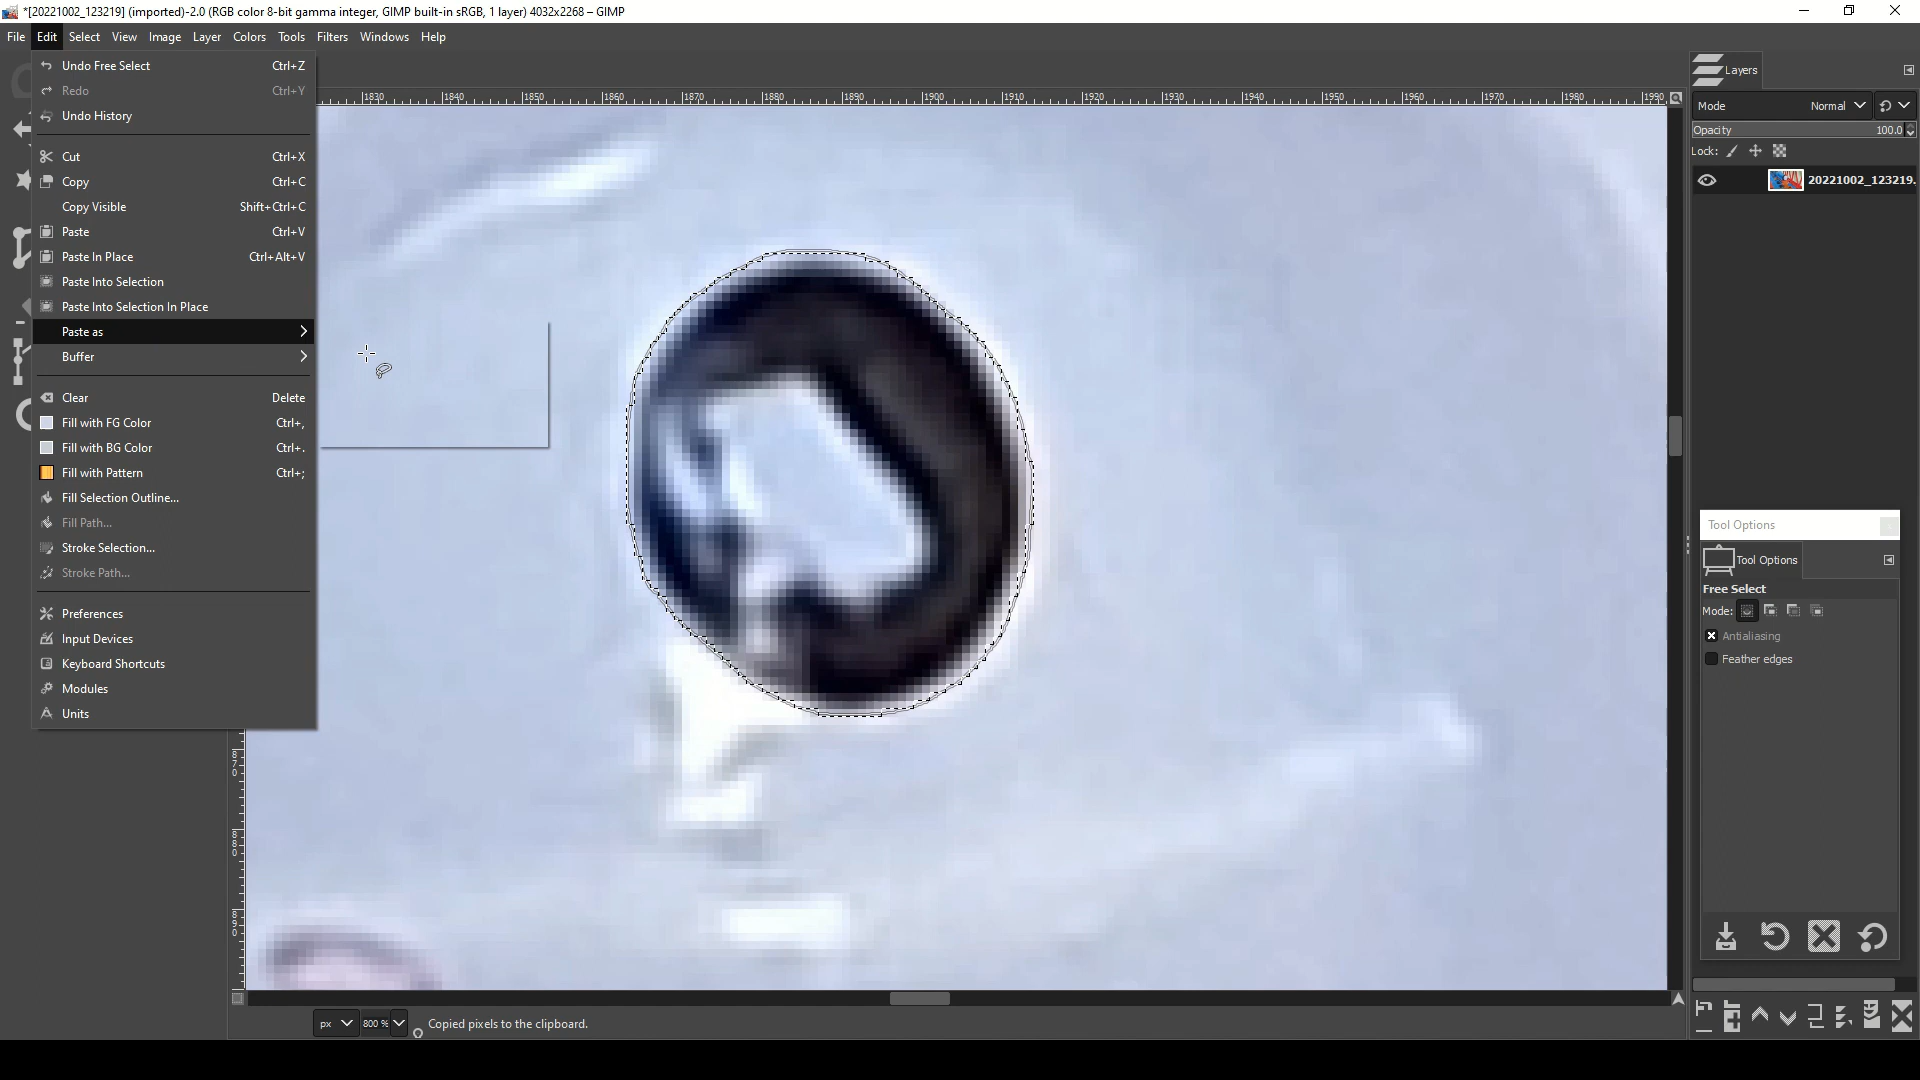 *[20221002_123219] (imported)-2.0 (RGB color 8-bit gamma integer, GIMP built-in sRGB, 1 layer) 4032x2268 – GIMP
File Edit Select View Image Layer Colors Tools Filters Windows Help
Undo Free Select Ctrl+Z
Redo Ctrl+Y
Undo History
Cut Ctrl+X
Copy Ctrl+C
Copy Visible Shift+Ctrl+C
Paste Ctrl+V
Paste In Place Ctrl+Alt+V
Paste Into Selection
Paste Into Selection In Place
Paste as
Buffer
Clear Delete
Fill with FG Color Ctrl+,
Fill with BG Color Ctrl+.
Fill with Pattern Ctrl+;
Fill Selection Outline...
Fill Path...
Stroke Selection...
Stroke Path...
Preferences
Input Devices
Keyboard Shortcuts
Modules
Units
1830 1840 1850 1860 1870 1880 1890 1900 1910 1920 1930 1940 1950 1960 1970 1980 1990
870
880
890
px 800 % Copied pixels to the clipboard.
Layers
Mode Normal
Opacity 100.0
Lock:
20221002_123219.
Tool Options
Tool Options
Free Select
Mode:
Antialiasing
Feather edges